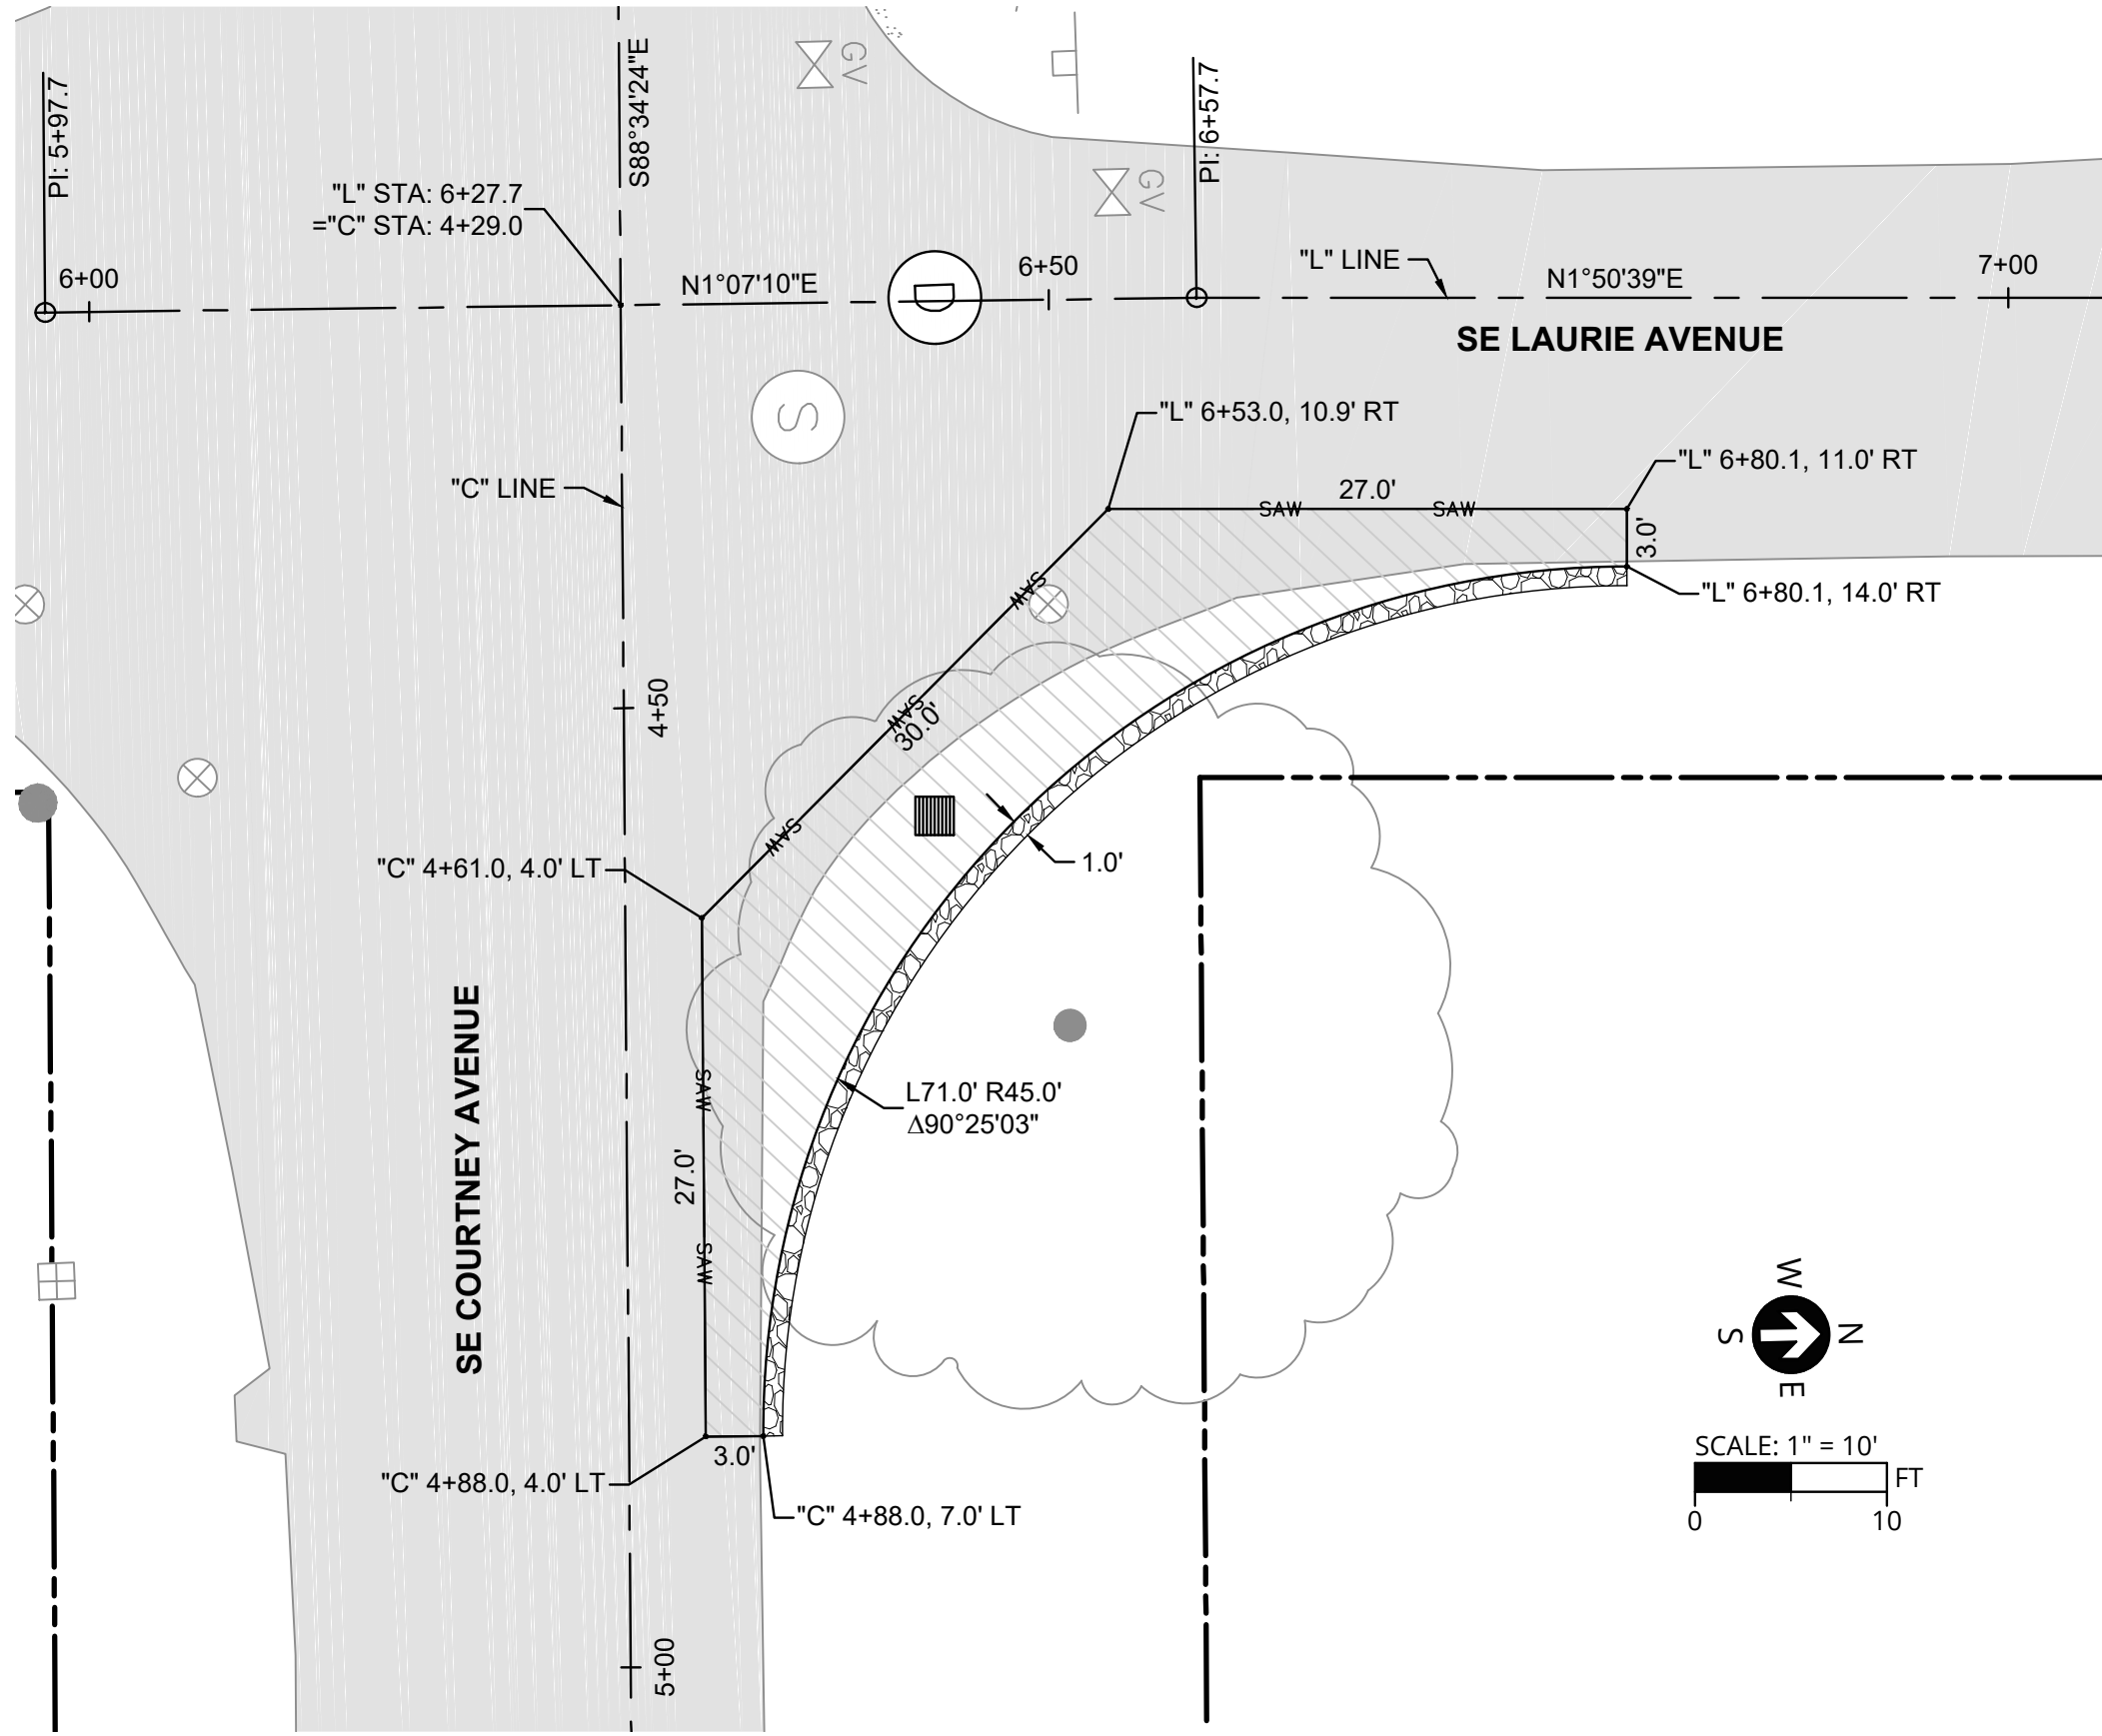 PI: 5+97.7
S88°34'24"E
GV
PI: 6+57.7
GV
"L" STA: 6+27.7
="C" STA: 4+29.0
6+00
N1°07'10"E
6+50
"L" LINE
N1°50'39"E
7+00
SE LAURIE AVENUE
D
S
"L" 6+53.0, 10.9' RT
"L" 6+80.1, 11.0' RT
"C" LINE
27.0'
SAW
SAW
3.0'
"L" 6+80.1, 14.0' RT
SAW
4+50
SAW
30.0'
SAW
"C" 4+61.0, 4.0' LT
1.0'
SE COURTNEY AVENUE
SAW
L71.0' R45.0'
Δ90°25'03"
27.0'
SAW
"C" 4+88.0, 4.0' LT
3.0'
"C" 4+88.0, 7.0' LT
5+00
W
S
N
E
SCALE: 1" = 10'
FT
0
10